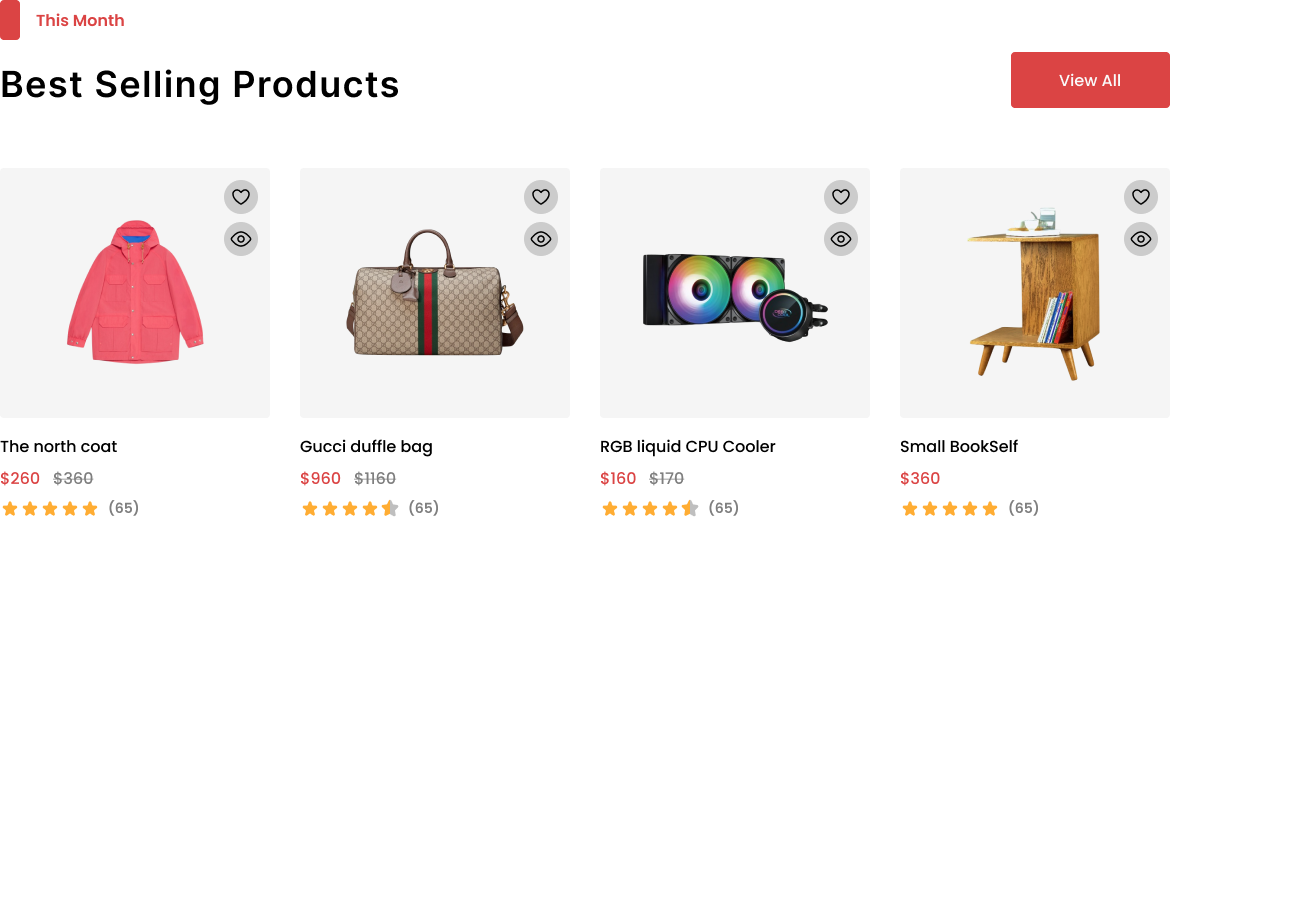 This Month
Best Selling Products
View All
The north coat
$260 $360
(65)
Gucci duffle bag
$960 $1160
(65)
RGB liquid CPU Cooler
$160 $170
(65)
Small BookSelf
$360
(65)